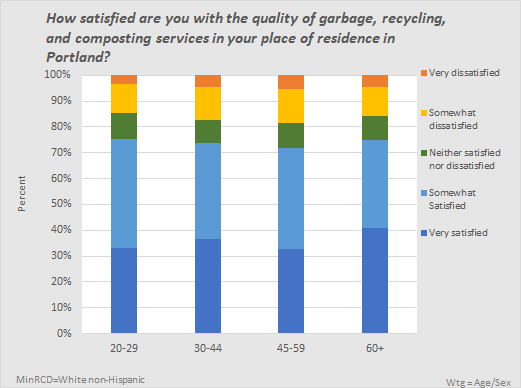 How satisfied are you with the quality of garbage, recycling,
and composting services in your place of residence in
Portland?
100%
90%
80%
70%
60%
50%
40%
30%
20%
10%
0%
Percent
20-29
30-44
45-59
60+
Very dissatisfied
Somewhat
dissatisfied
Neither satisfied
nor dissatisfied
Somewhat
Satisfied
Very satisfied
MinRCD=White non-Hispanic
Wtg = Age/Sex